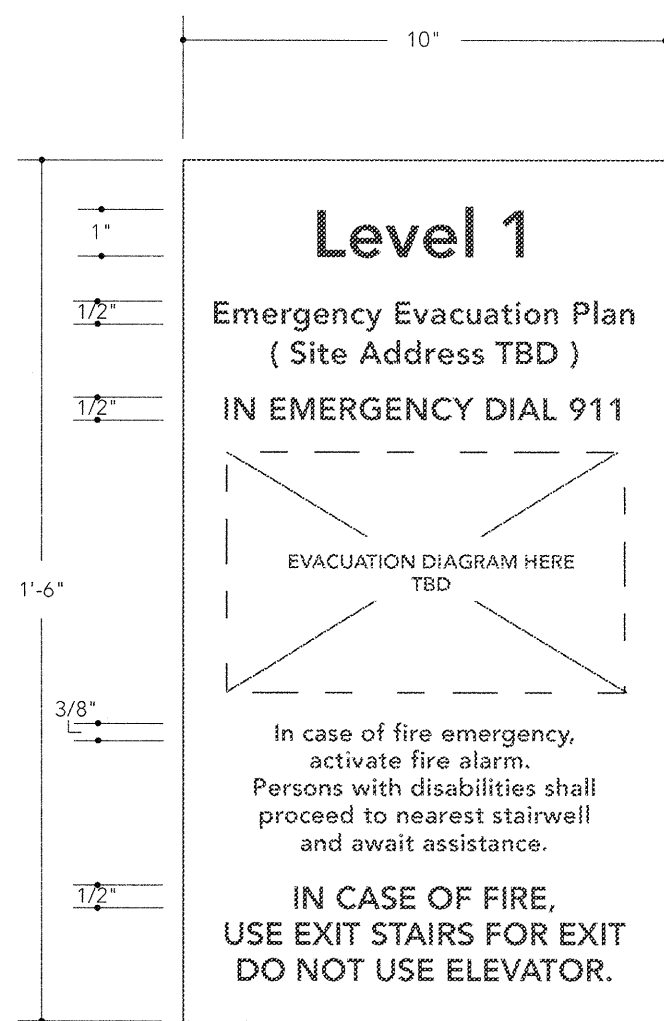 10"
Level 1
1"
Emergency Evacuation Plan
1/2"
( Site Address TBD )
IN EMERGENCY DIAL 911
1/2"
EVACUATION DIAGRAM HERE
TBD
1'-6"
3/8"
In case of fire emergency,
activate fire alarm.
Persons with disabilities shall
proceed to nearest stairwell
and await assistance.
1/2"
IN CASE OF FIRE,
USE EXIT STAIRS FOR EXIT
DO NOT USE ELEVATOR.